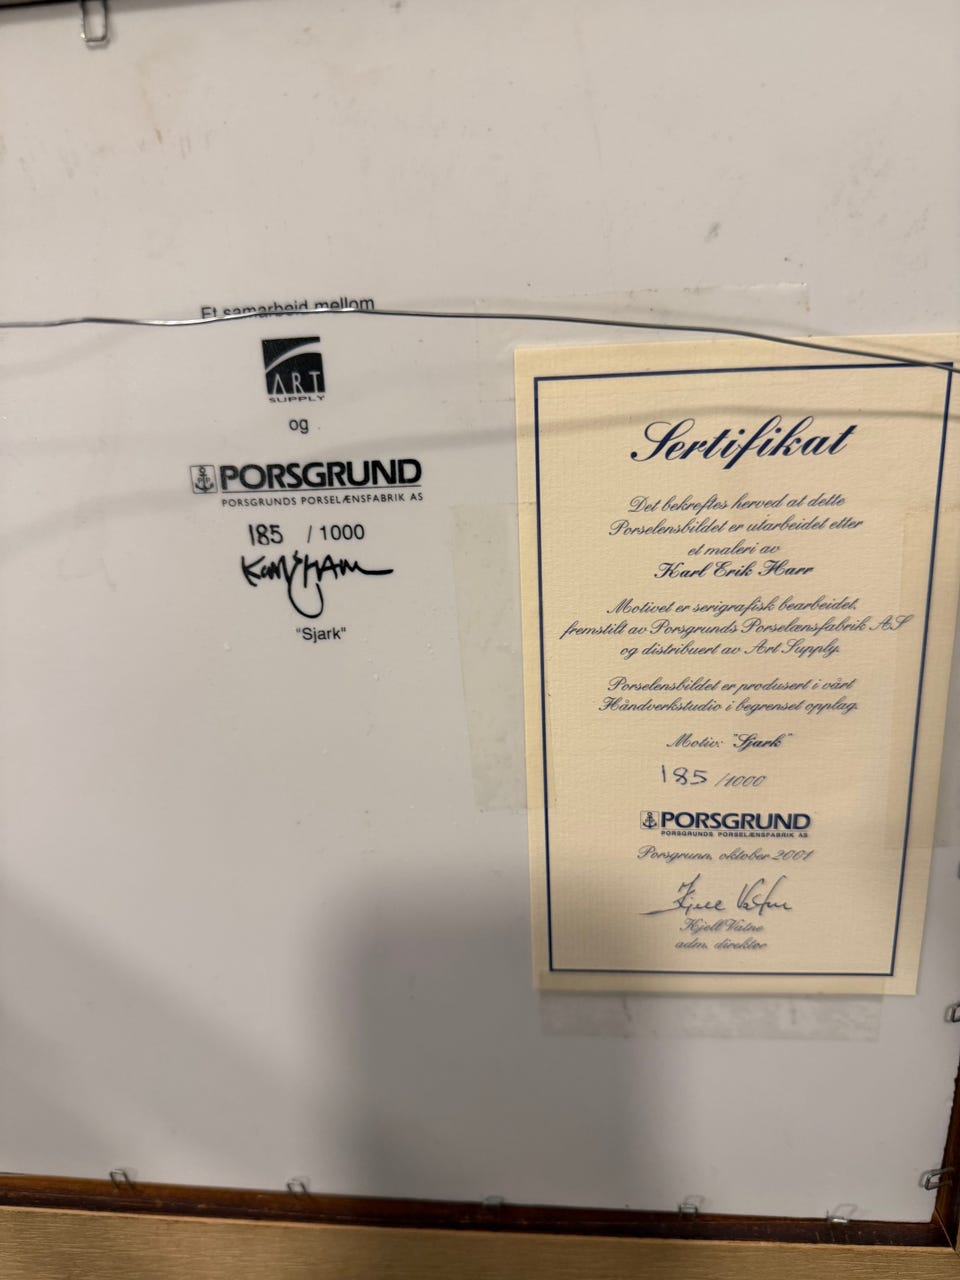 Et samarbeid mellom
ART
SUPPLY
og
PORSGRUND
PORSGRUNDS PORSELÆNSFABRIK AS
185 / 1000
"Sjark"
Sertifikat
Det bekreftes herved at dette
Porselensbildet er utarbeidet etter
et maleri av
Karl Erik Harr
Motivet er serigrafisk bearbeidet,
fremstilt av Porsgrunds Porselænsfabrik AS
og distribuert av Art Supply.
Porselensbildet er produsert i vårt
Håndverkstudio i begrenset opplag.
Motiv: "Sjark"
185 /1000
PORSGRUND
PORSGRUNDS PORSELÆNSFABRIK AS
Porsgrunn, oktober 2001
Kjell Vatne
Kjell Vatne
adm. direktør